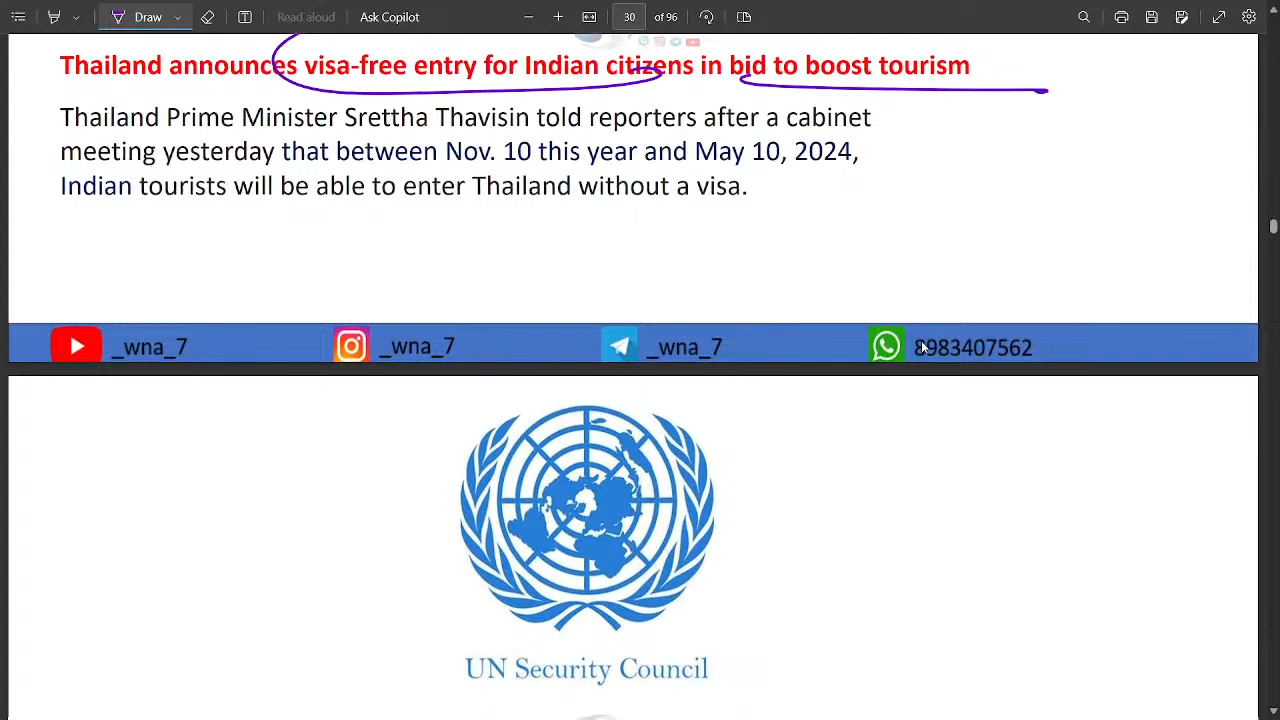 Draw
Read aloud
Ask Copilot
30
of 96
Thailand announces visa-free entry for Indian citizens in bid to boost tourism
Thailand Prime Minister Srettha Thavisin told reporters after a cabinet
meeting yesterday that between Nov. 10 this year and May 10, 2024,
Indian tourists will be able to enter Thailand without a visa.
_wna_7
_wna_7
_wna_7
8983407562
UN Security Council